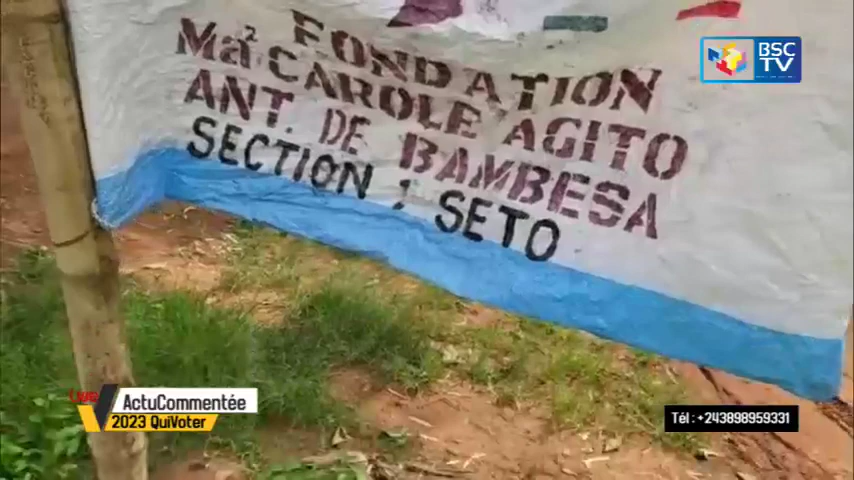 FONDATION
Ma² CAROLE AGITO
ANT. DE BAMBESA
SECTION ; SETO
BSC
TV
ActuCommentée
2023 QuiVoter
Tél : +243898959331